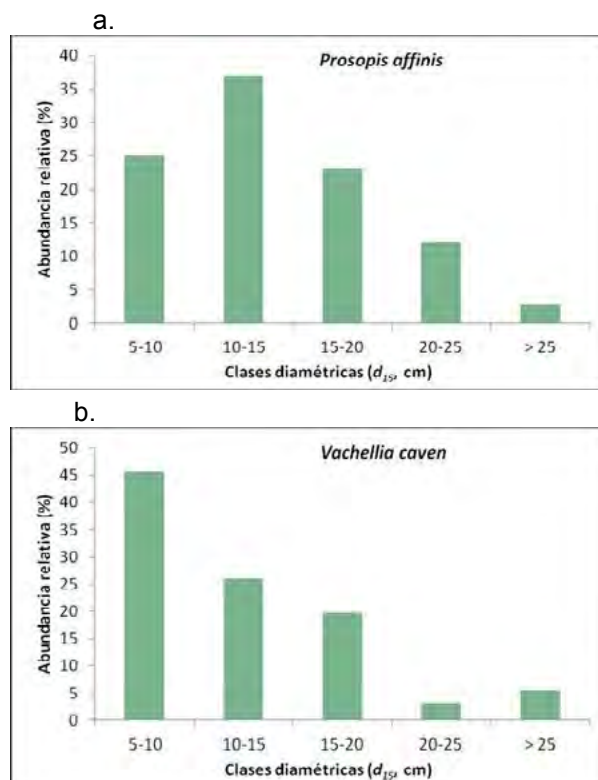 a.
Prosopis affinis
Abundancia relativa (%)
40
35
30
25
20
15
10
5
0
5-10 10-15 15-20 20-25 > 25
Clases diamétricas (d15, cm)
b.
Vachellia caven
Abundancia relativa (%)
50
45
40
35
30
25
20
15
10
5
0
5-10 10-15 15-20 20-25 > 25
Clases diamétricas (d15, cm)